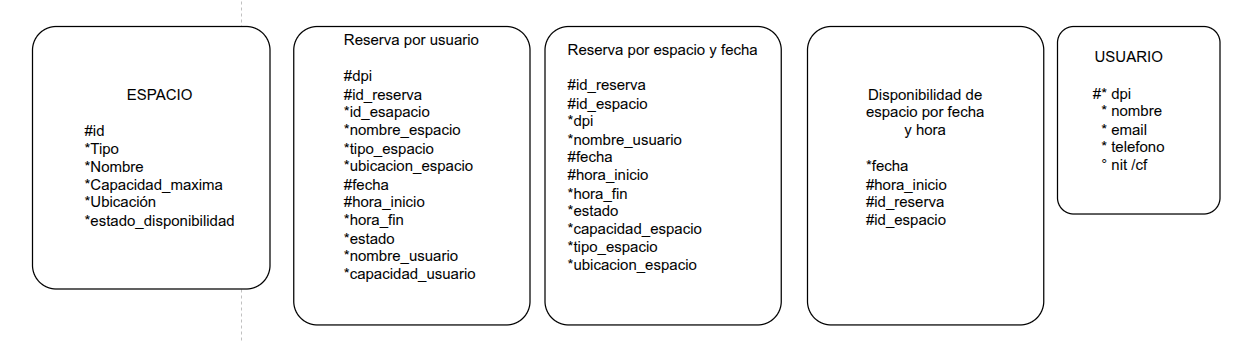 ESPACIO
#id
*Tipo
*Nombre
*Capacidad_maxima
*Ubicación
*estado_disponibilidad
Reserva por usuario
#dpi
#id_reserva
*id_esapacio
*nombre_espacio
*tipo_espacio
*ubicacion_espacio
#fecha
#hora_inicio
*hora_fin
*estado
*nombre_usuario
*capacidad_usuario
Reserva por espacio y fecha
#id_reserva
#id_espacio
*dpi
*nombre_usuario
#fecha
#hora_inicio
*hora_fin
*estado
*capacidad_espacio
*tipo_espacio
*ubicacion_espacio
Disponibilidad de
espacio por fecha
y hora
*fecha
#hora_inicio
#id_reserva
#id_espacio
USUARIO
#* dpi
* nombre
* email
* telefono
° nit /cf